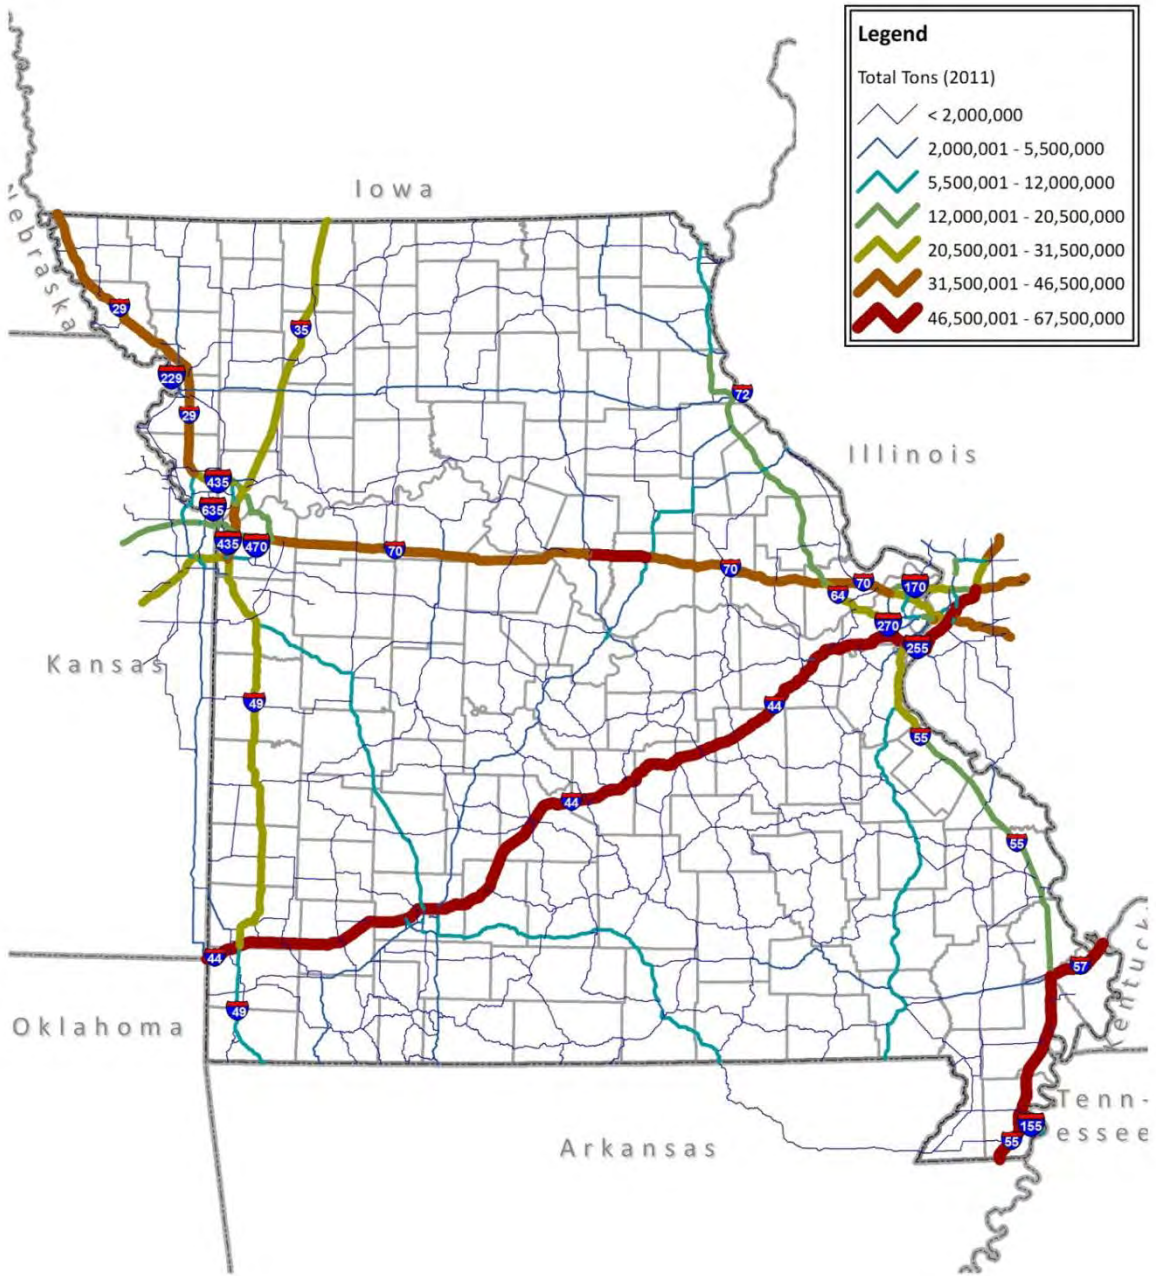 Legend
Total Tons (2011)
< 2,000,000
2,000,001 - 5,500,000
5,500,001 - 12,000,000
12,000,001 - 20,500,000
20,500,001 - 31,500,000
31,500,001 - 46,500,000
46,500,001 - 67,500,000
Iowa
Nebraska
29
35
229
29
72
Illinois
435
635
435
470
70
70
70
64
170
270
255
Kansas
49
44
55
44
55
44
57
Kentucky
49
Oklahoma
Tenn-
essee
155
55
Arkansas